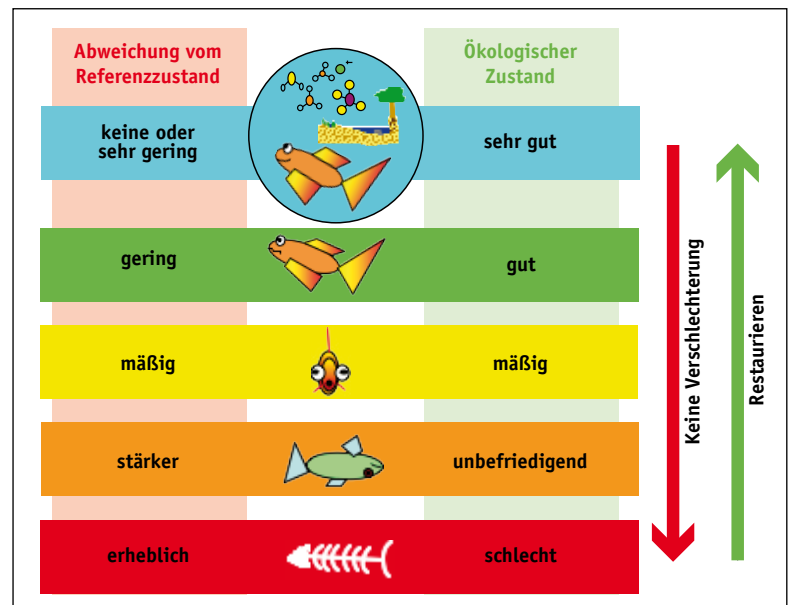 Abweichung vom
Referenzzustand
Ökologischer
Zustand
keine oder
sehr gering
sehr gut
gering
gut
mäßig
mäßig
stärker
unbefriedigend
erheblich
schlecht
Keine Verschlechterung
Restaurieren